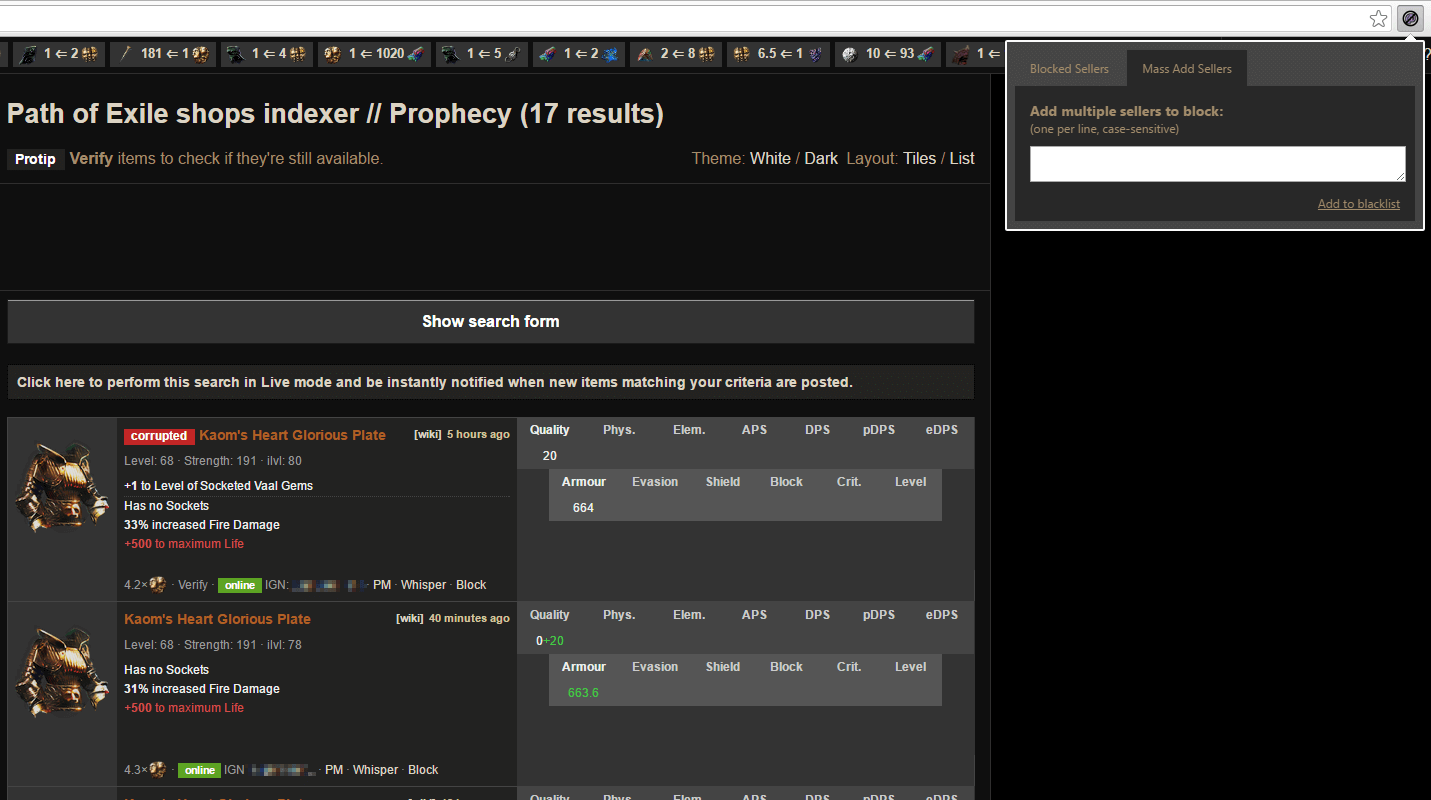 1 ⇐ 2 181 ⇐ 1 1 ⇐ 4 1 ⇐ 1020 1 ⇐ 5 1 ⇐ 2 2 ⇐ 8 6.5 ⇐ 1 10 ⇐ 93 1 ⇐ ?
Blocked Sellers Mass Add Sellers
Add multiple sellers to block:
(one per line, case-sensitive)
Add to blacklist
Path of Exile shops indexer // Prophecy (17 results)
Protip Verify items to check if they're still available. Theme: White / Dark Layout: Tiles / List
Show search form
Click here to perform this search in Live mode and be instantly notified when new items matching your criteria are posted.
corrupted Kaom's Heart Glorious Plate [wiki] 5 hours ago
Level: 68 · Strength: 191 · ilvl: 80
+1 to Level of Socketed Vaal Gems
Has no Sockets
33% increased Fire Damage
+500 to maximum Life
4.2× · Verify · online IGN: · PM · Whisper · Block
Quality Phys. Elem. APS DPS pDPS eDPS
20
Armour Evasion Shield Block Crit. Level
664
Kaom's Heart Glorious Plate [wiki] 40 minutes ago
Level: 68 · Strength: 191 · ilvl: 78
Has no Sockets
31% increased Fire Damage
+500 to maximum Life
4.3× · online IGN · PM · Whisper · Block
Quality Phys. Elem. APS DPS pDPS eDPS
0+20
Armour Evasion Shield Block Crit. Level
663.6
Quality Phys. Elem. APS DPS pDPS eDPS